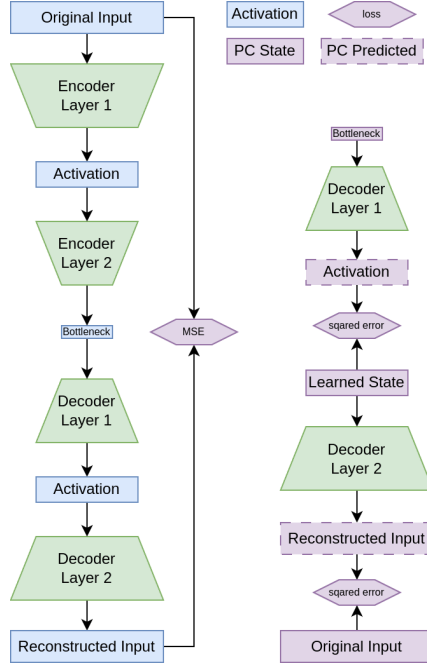 Original Input
Encoder
Layer 1
Activation
Encoder
Layer 2
Bottleneck
Decoder
Layer 1
Activation
Decoder
Layer 2
Reconstructed Input
MSE
Activation
loss
PC State
PC Predicted
Bottleneck
Decoder
Layer 1
Activation
sqared error
Learned State
Decoder
Layer 2
Reconstructed Input
sqared error
Original Input